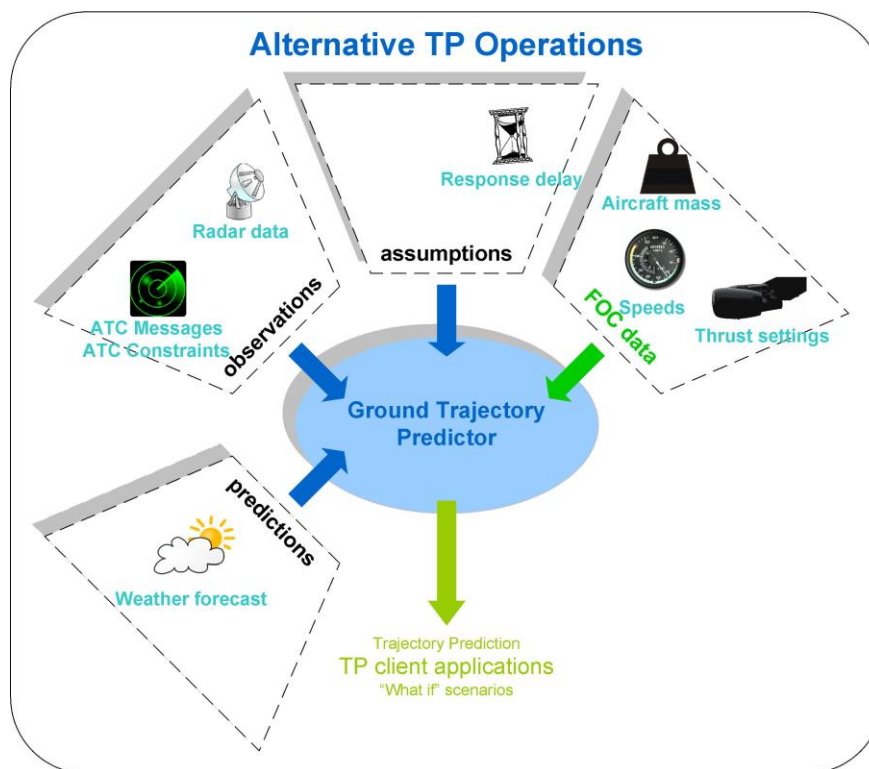 Alternative TP Operations
Response delay
assumptions
Radar data
ATC Messages
ATC Constraints
observations
Aircraft mass
Speeds
Thrust settings
FOC data
Ground Trajectory
Predictor
predictions
Weather forecast
Trajectory Prediction
TP client applications
"What if" scenarios